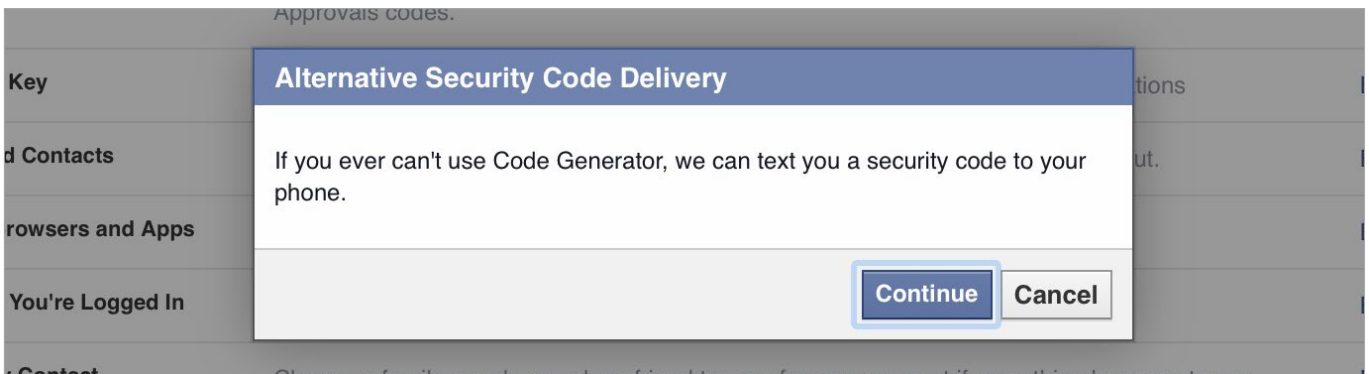 Approvals codes.
Key
Alternative Security Code Delivery
tions
d Contacts
If you ever can't use Code Generator, we can text you a security code to your
phone.
ut.
rowsers and Apps
You're Logged In
Continue
Cancel